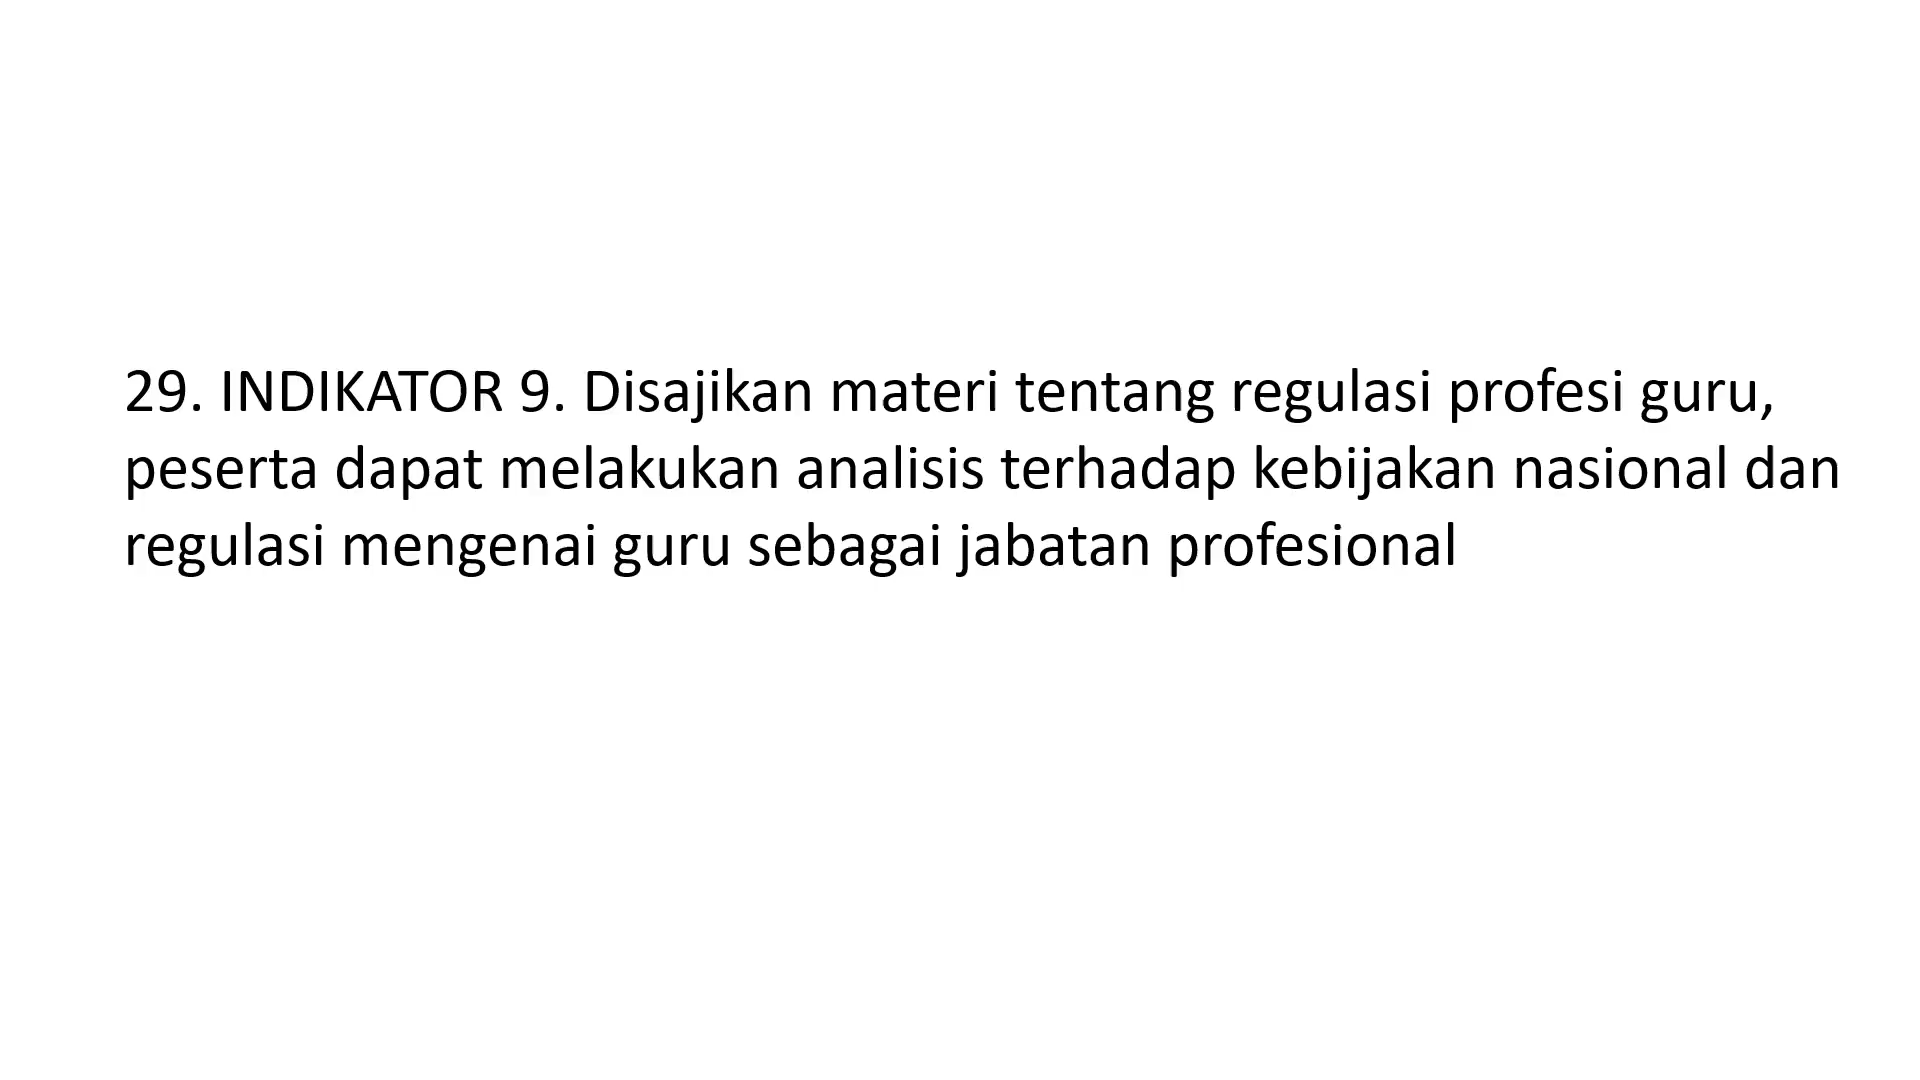 29. INDIKATOR 9. Disajikan materi tentang regulasi profesi guru,
peserta dapat melakukan analisis terhadap kebijakan nasional dan
regulasi mengenai guru sebagai jabatan profesional